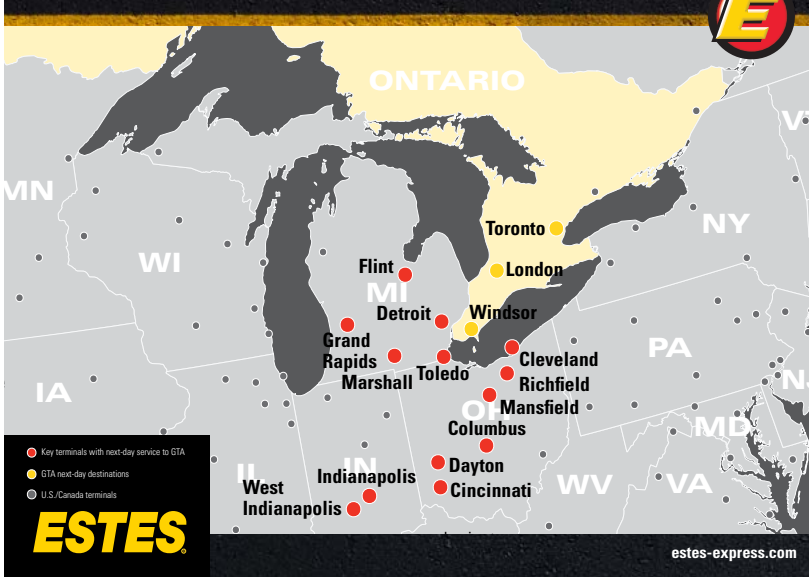 E
ONTARIO
MN
VT
WI
NY
Toronto
London
Flint
MI
Detroit
Windsor
Grand
Rapids
Marshall
Toledo
Cleveland
Richfield
Mansfield
PA
NJ
IA
OH
Columbus
MD
Dayton
Cincinnati
IL
IN
Indianapolis
West
Indianapolis
WV
VA
Key terminals with next-day service to GTA
GTA next-day destinations
U.S./Canada terminals
ESTES
estes-express.com